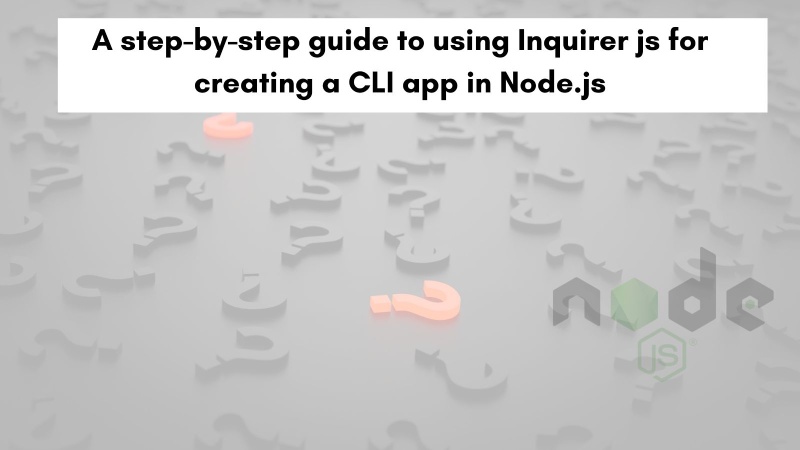 A step-by-step guide to using Inquirer js for
creating a CLI app in Node.js
node
JS
®